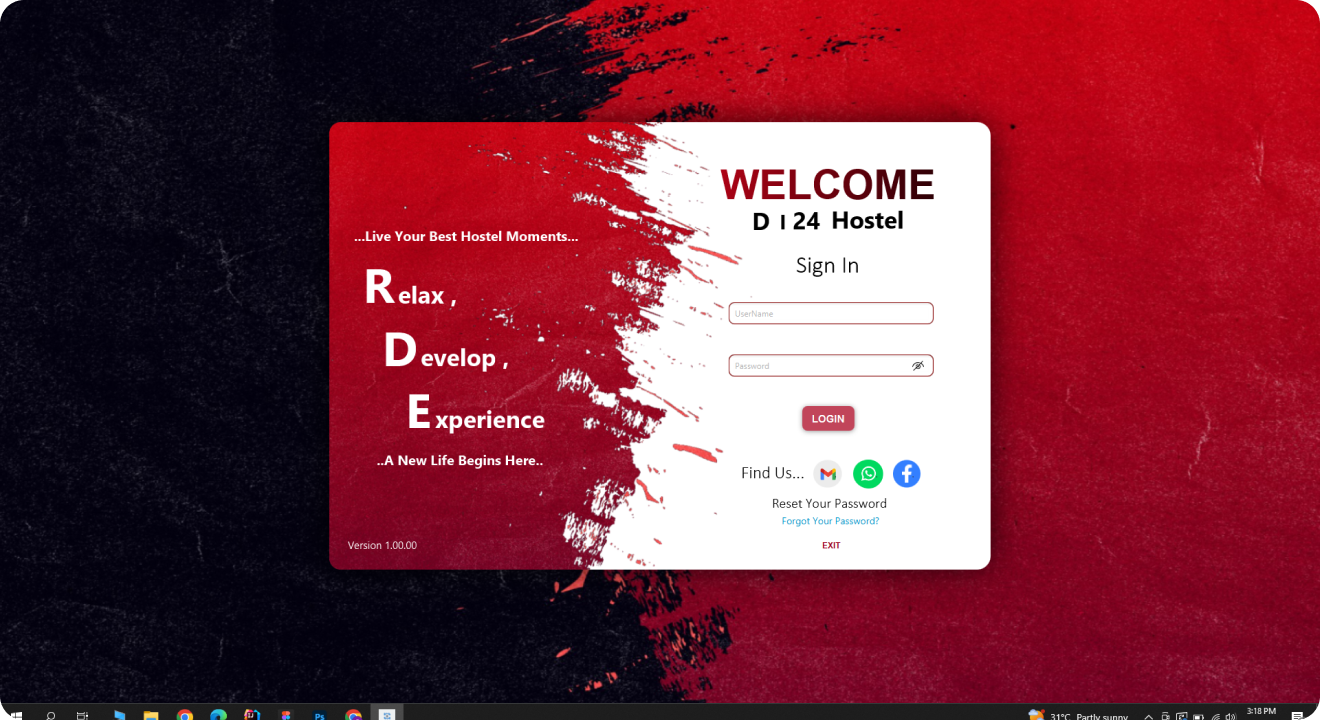 ...Live Your Best Hostel Moments...
Relax ,
Develop ,
Experience
..A New Life Begins Here..
Version 1.00.00
WELCOME
D I 24 Hostel
Sign In
UserName
Password
LOGIN
Find Us...
Reset Your Password
Forgot Your Password?
EXIT
Ps
31°C Partly sunny
3:18 PM